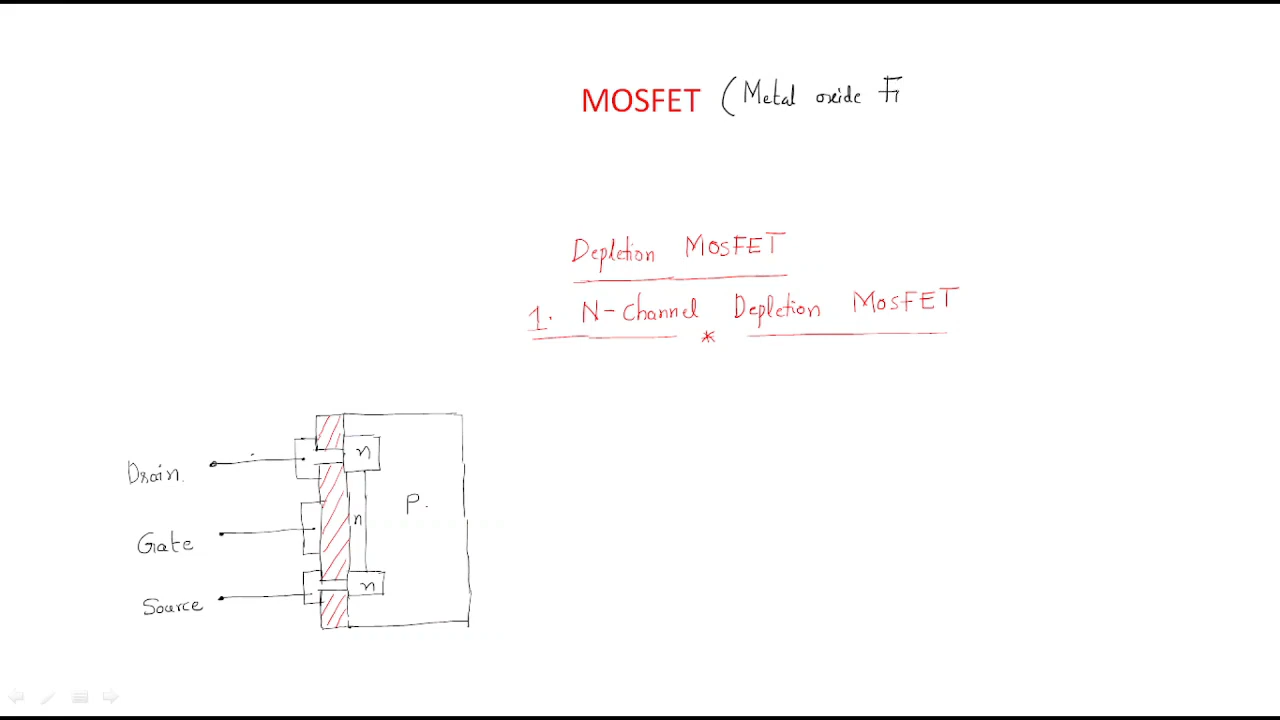 MOSFET (Metal oxide Fi
Depletion MOSFET
1. N-Channel Depletion MOSFET
*
n
Drain.
P.
n
Gate
n
Source